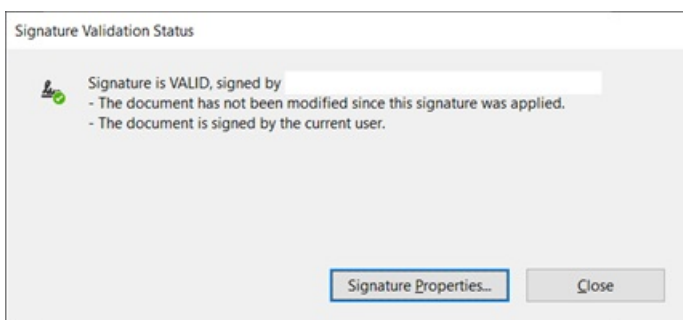 Signature Validation Status
Signature is VALID, signed by
- The document has not been modified since this signature was applied.
- The document is signed by the current user.
Signature Properties... Close